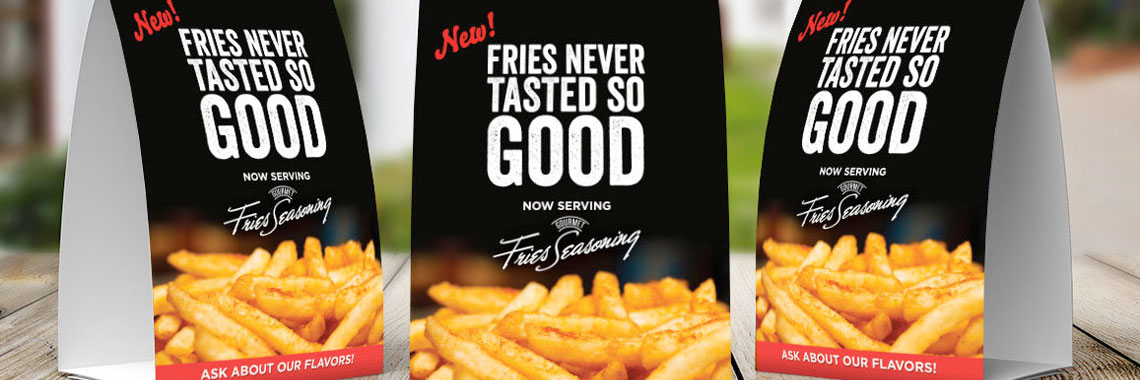 New!
FRIES NEVER
TASTED SO
GOOD
NOW SERVING
GOURMET
Fries Seasoning
ASK ABOUT OUR FLAVORS!
New!
FRIES NEVER
TASTED SO
GOOD
NOW SERVING
GOURMET
Fries Seasoning
New!
FRIES NEVER
TASTED SO
GOOD
NOW SERVING
GOURMET
Fries Seasoning
ASK ABOUT OUR FLAVORS!